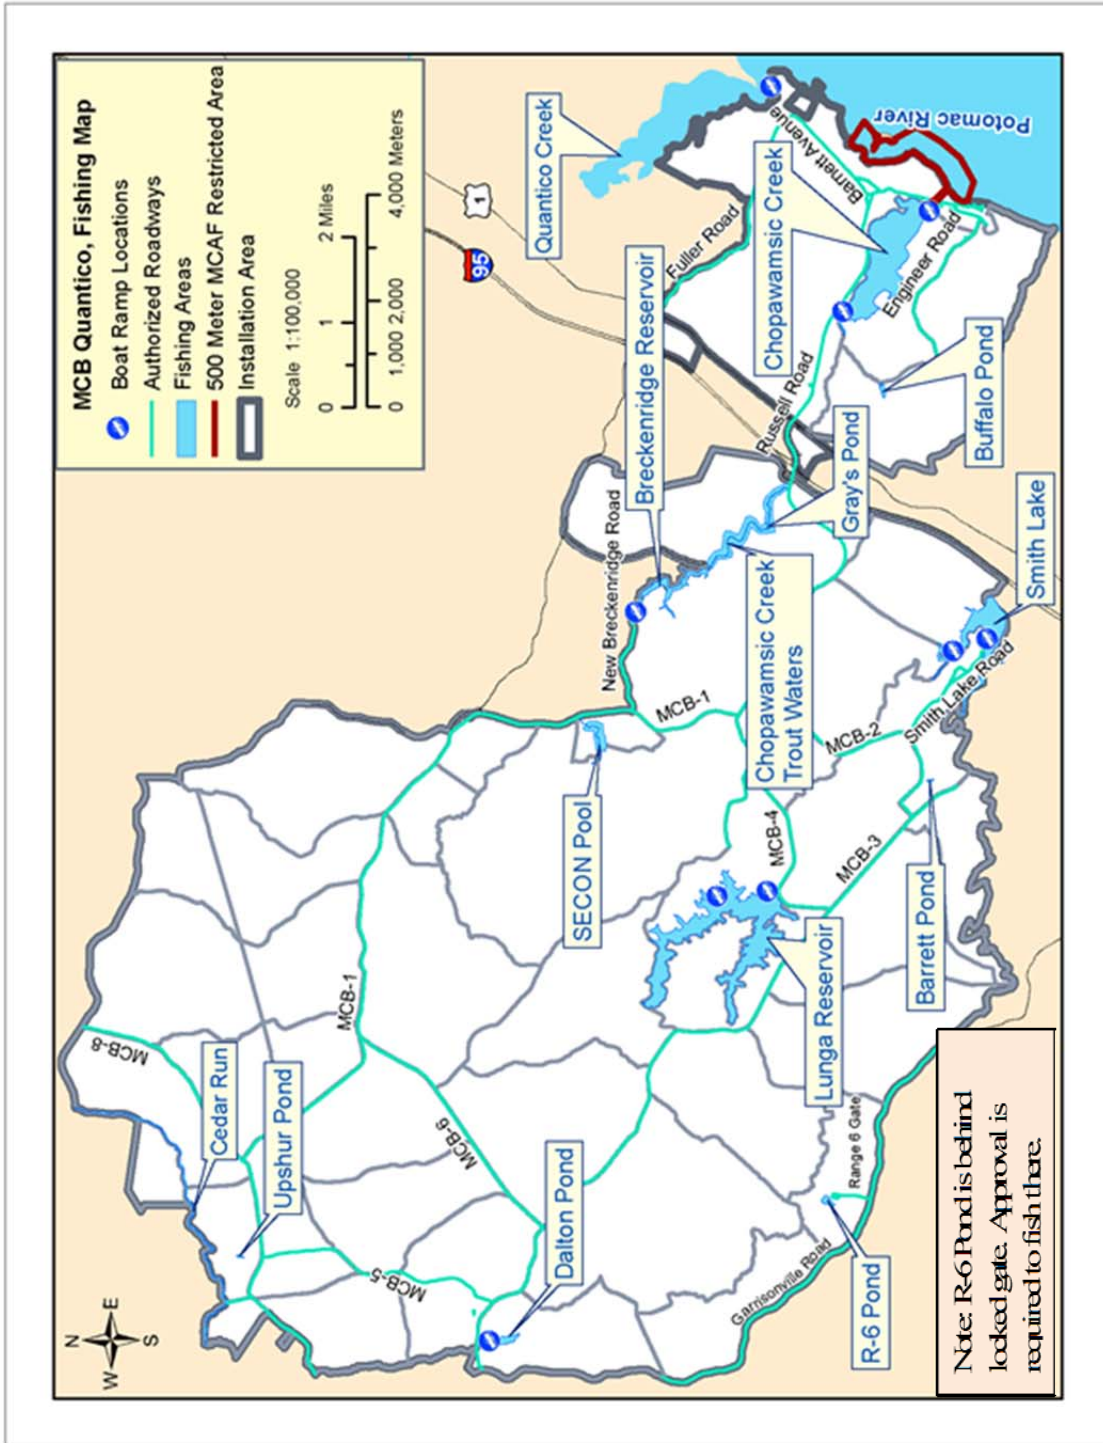 MCB Quantico, Fishing Map
Boat Ramp Locations
Authorized Roadways
Fishing Areas
500 Meter MCAF Restricted Area
Installation Area
Scale 1:100,000
0 1 2 Miles
0 1,000 2,000 4,000 Meters
N
W E
S
1
95
Quantico Creek
Potomac River
Barnett Avenue
Fuller Road
Chopawamsic Creek
Breckenridge Reservoir
Engineer Road
Russell Road
Buffalo Pond
Gray's Pond
New Breckenridge Road
Chopawamsic Creek
Trout Waters
Smith Lake
Smith Lake Road
MCB-1
MCB-2
SECON Pool
MCB-4
MCB-3
Barrett Pond
Lunga Reservoir
MCB-1
MCB-8
Cedar Run
Upshur Pond
MCB-6
MCB-5
Dalton Pond
Range 6 Gate
Garrisonville Road
R-6 Pond
Note: R-6 Pond is behind
locked gate. Approval is
required to fish there.